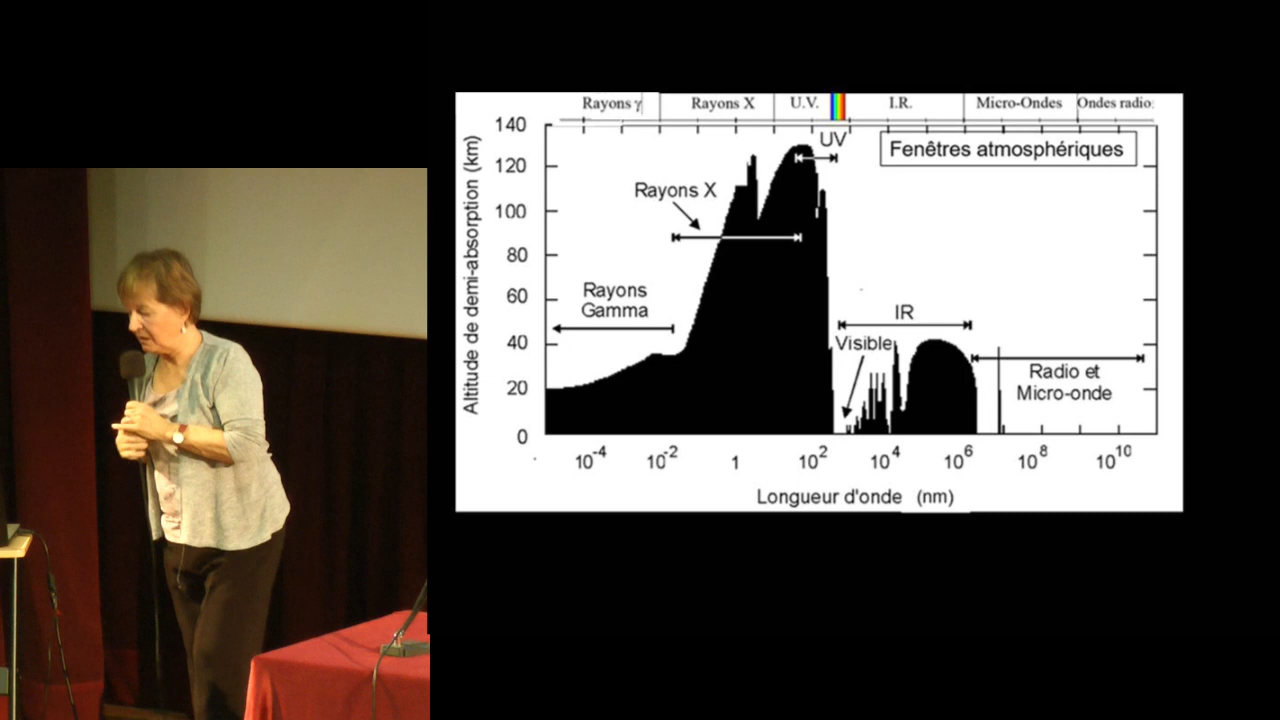 Rayons γ Rayons X U.V. I.R. Micro-Ondes Ondes radio:
Altitude de demi-absorption (km)
140
120
100
80
60
40
20
0
UV
Fenêtres atmosphériques
Rayons X
Rayons
Gamma
IR
Visible
Radio et
Micro-onde
10-4 10-2 1 102 104 106 108 1010
Longueur d'onde (nm)